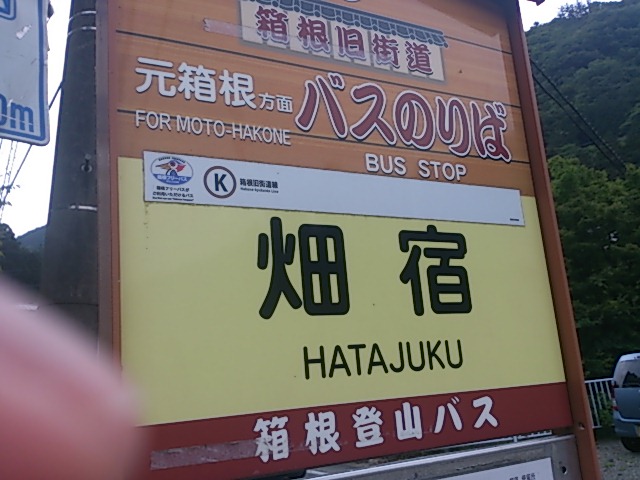 箱根旧街道
元箱根方面 バスのりば
FOR MOTO-HAKONE
BUS STOP
K 箱根旧街道線
畑宿
HATAJUKU
箱根登山バス
0m